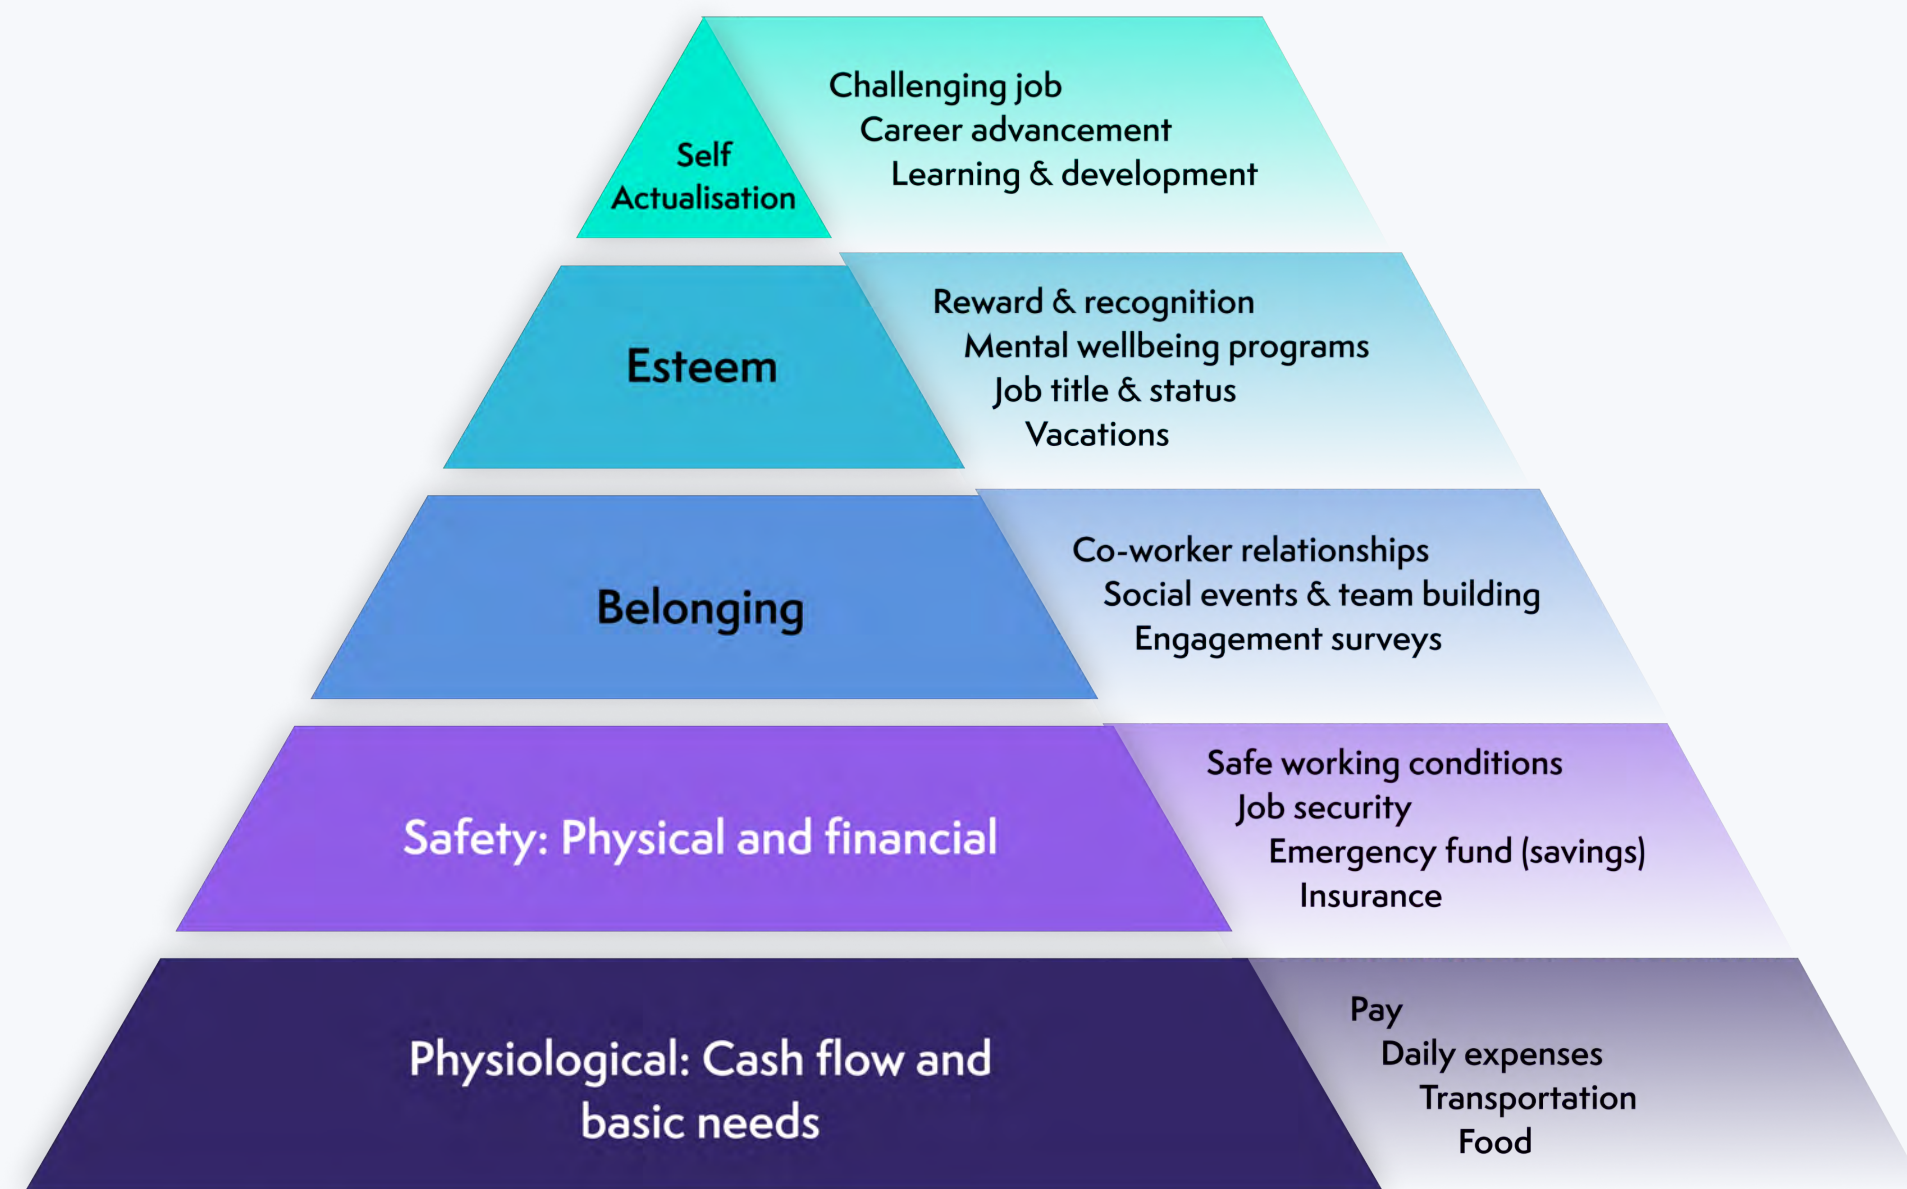 Self
Actualisation
Challenging job
Career advancement
Learning & development
Esteem
Reward & recognition
Mental wellbeing programs
Job title & status
Vacations
Belonging
Co-worker relationships
Social events & team building
Engagement surveys
Safety: Physical and financial
Safe working conditions
Job security
Emergency fund (savings)
Insurance
Physiological: Cash flow and
basic needs
Pay
Daily expenses
Transportation
Food